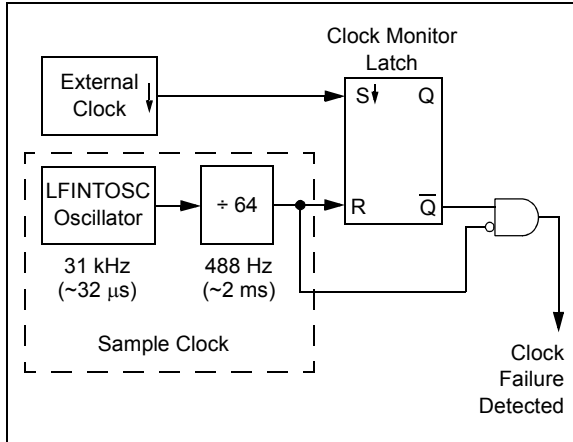 Clock Monitor
Latch
External
Clock
S
Q
LFINTOSC
Oscillator
÷ 64
R
Q̅
31 kHz
(~32 μs)
488 Hz
(~2 ms)
Sample Clock
Clock
Failure
Detected